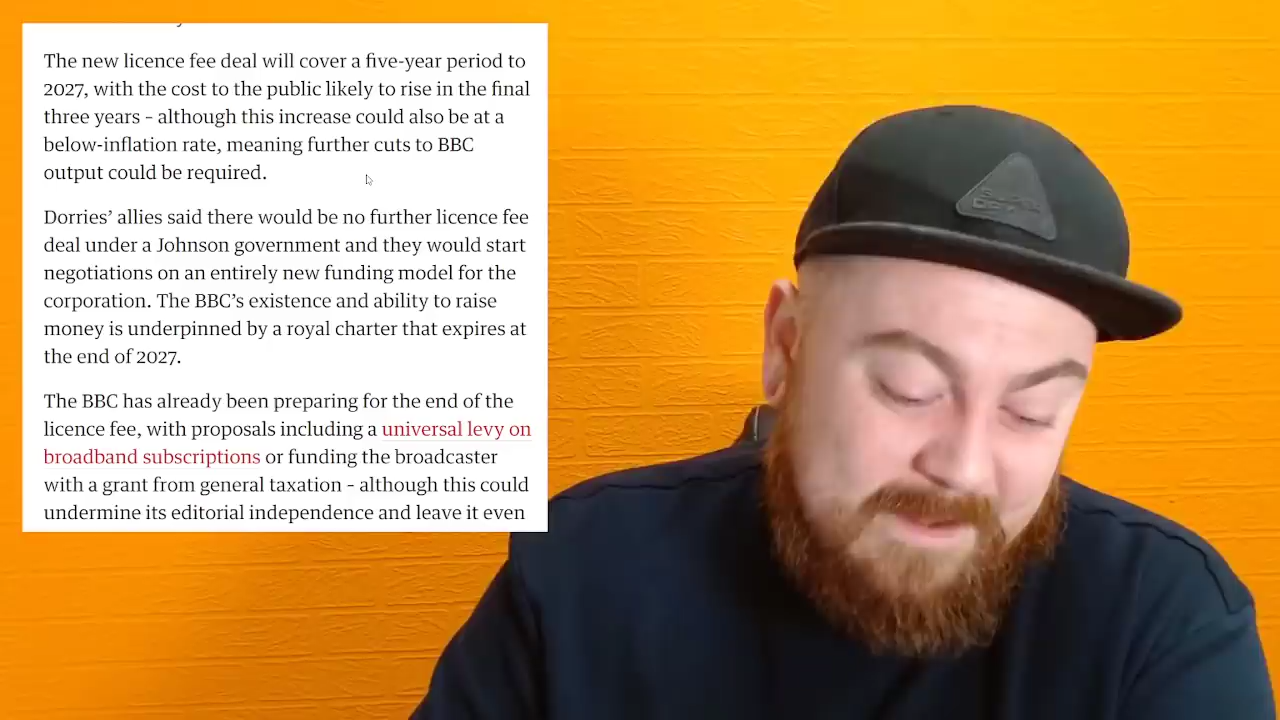 The new licence fee deal will cover a five-year period to
2027, with the cost to the public likely to rise in the final
three years – although this increase could also be at a
below-inflation rate, meaning further cuts to BBC
output could be required.
Dorries’ allies said there would be no further licence fee
deal under a Johnson government and they would start
negotiations on an entirely new funding model for the
corporation. The BBC’s existence and ability to raise
money is underpinned by a royal charter that expires at
the end of 2027.
The BBC has already been preparing for the end of the
licence fee, with proposals including a universal levy on
broadband subscriptions or funding the broadcaster
with a grant from general taxation – although this could
undermine its editorial independence and leave it even